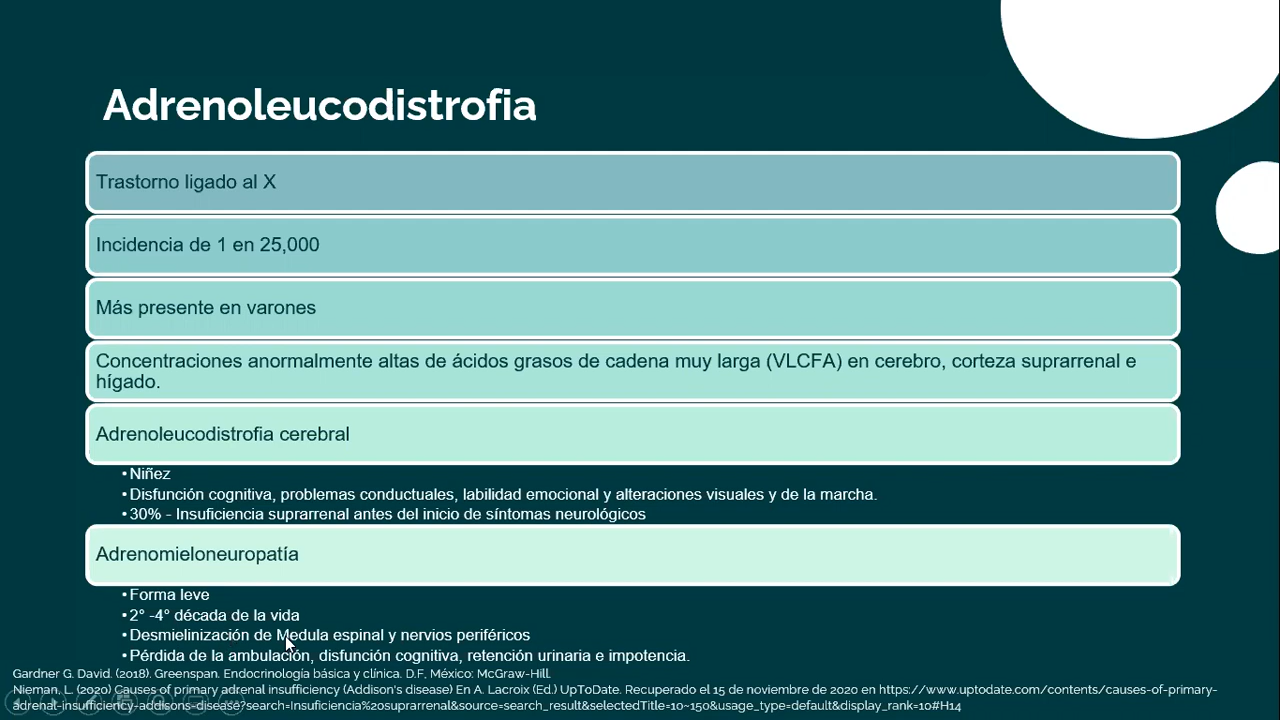 Adrenoleucodistrofia
Trastorno ligado al X
Incidencia de 1 en 25,000
Más presente en varones
Concentraciones anormalmente altas de ácidos grasos de cadena muy larga (VLCFA) en cerebro, corteza suprarrenal e
hígado.
Adrenoleucodistrofia cerebral
•Niñez
•Disfunción cognitiva, problemas conductuales, labilidad emocional y alteraciones visuales y de la marcha.
•30% - Insuficiencia suprarrenal antes del inicio de síntomas neurológicos
Adrenomieloneuropatía
•Forma leve
•2° -4° década de la vida
•Desmielinización de Medula espinal y nervios periféricos
•Pérdida de la ambulación, disfunción cognitiva, retención urinaria e impotencia.
Gardner G. David. (2018). Greenspan. Endocrinología básica y clínica. D.F, México: McGraw-Hill.
Nieman, L. (2020) Causes of primary adrenal insufficiency (Addison's disease) En A. Lacroix (Ed.) UpToDate. Recuperado el 15 de noviembre de 2020 en https://www.uptodate.com/contents/causes-of-primary-
adrenal-insufficiency-addisons-disease?search=Insuficiencia%20suprarrenal&source=search_result&selectedTitle=10~150&usage_type=default&display_rank=10#H14